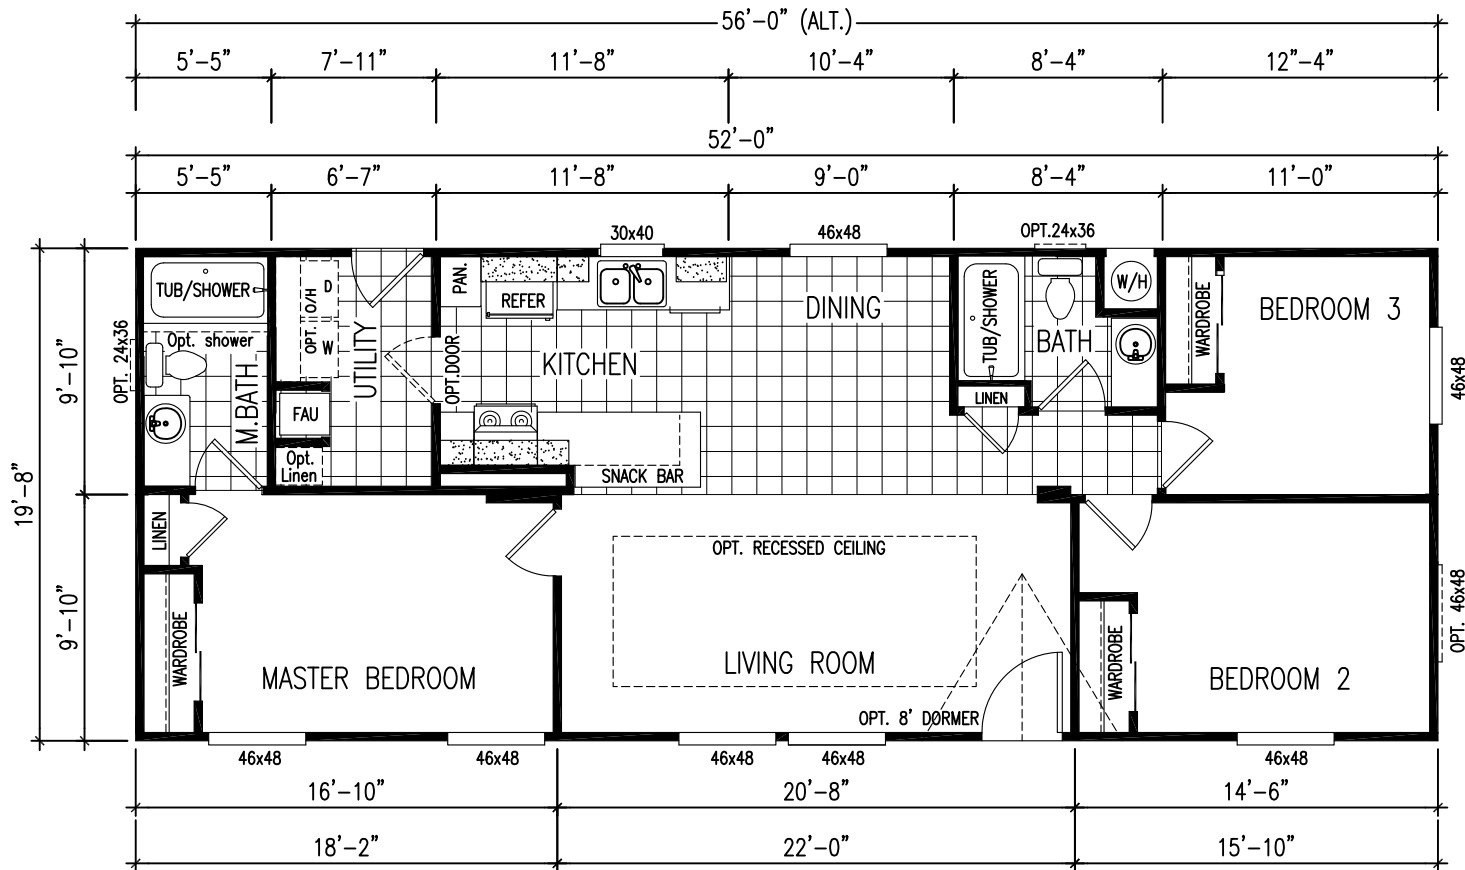 56'-0" (ALT.)
5'-5" 7'-11" 11'-8" 10'-4" 8'-4" 12"-4"
52'-0"
5'-5" 6'-7" 11'-8" 9'-0" 8'-4" 11'-0"
30x40
46x48
OPT.24x36
TUB/SHOWER
OPT. O/H
D
W
PAN.
REFER
DINING
TUB/SHOWER
W/H
WARDROBE
BEDROOM 3
OPT. 24x36
Opt. shower
M.BATH
UTILITY
OPT.DOOR
KITCHEN
BATH
46x48
9'-10"
FAU
LINEN
Opt.
Linen
SNACK BAR
19'-8"
LINEN
OPT. RECESSED CEILING
9'-10"
WARDROBE
MASTER BEDROOM
LIVING ROOM
WARDROBE
BEDROOM 2
OPT. 46x48
OPT. 8' DORMER
46x48 46x48 46x48 46x48 46x48
16'-10" 20'-8" 14'-6"
18'-2" 22'-0" 15'-10"